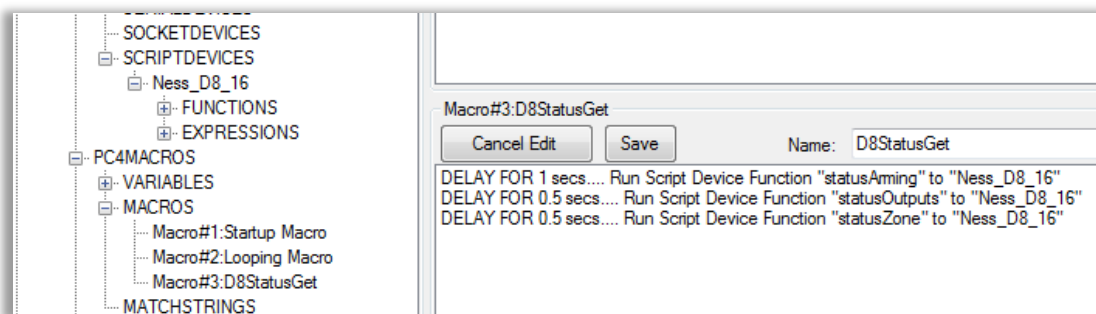 SOCKETDEVICES
SCRIPTDEVICES
Ness_D8_16
FUNCTIONS
EXPRESSIONS
PC4MACROS
VARIABLES
MACROS
Macro#1:Startup Macro
Macro#2:Looping Macro
Macro#3:D8StatusGet
MATCHSTRINGS
Macro#3:D8StatusGet
Cancel Edit Save Name: D8StatusGet
DELAY FOR 1 secs.... Run Script Device Function "statusArming" to "Ness_D8_16"
DELAY FOR 0.5 secs.... Run Script Device Function "statusOutputs" to "Ness_D8_16"
DELAY FOR 0.5 secs.... Run Script Device Function "statusZone" to "Ness_D8_16"